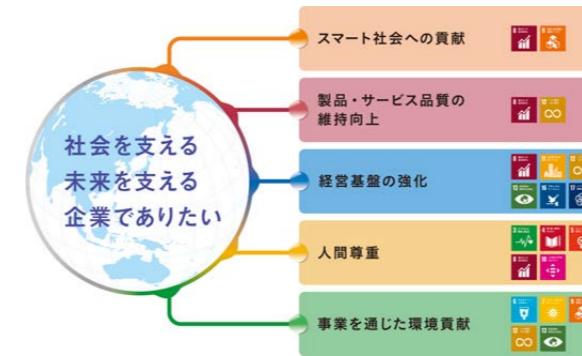 社会を支える
未来を支える
企業でありたい
スマート社会への貢献
製品・サービス品質の
維持向上
経営基盤の強化
人間尊重
事業を通じた環境貢献